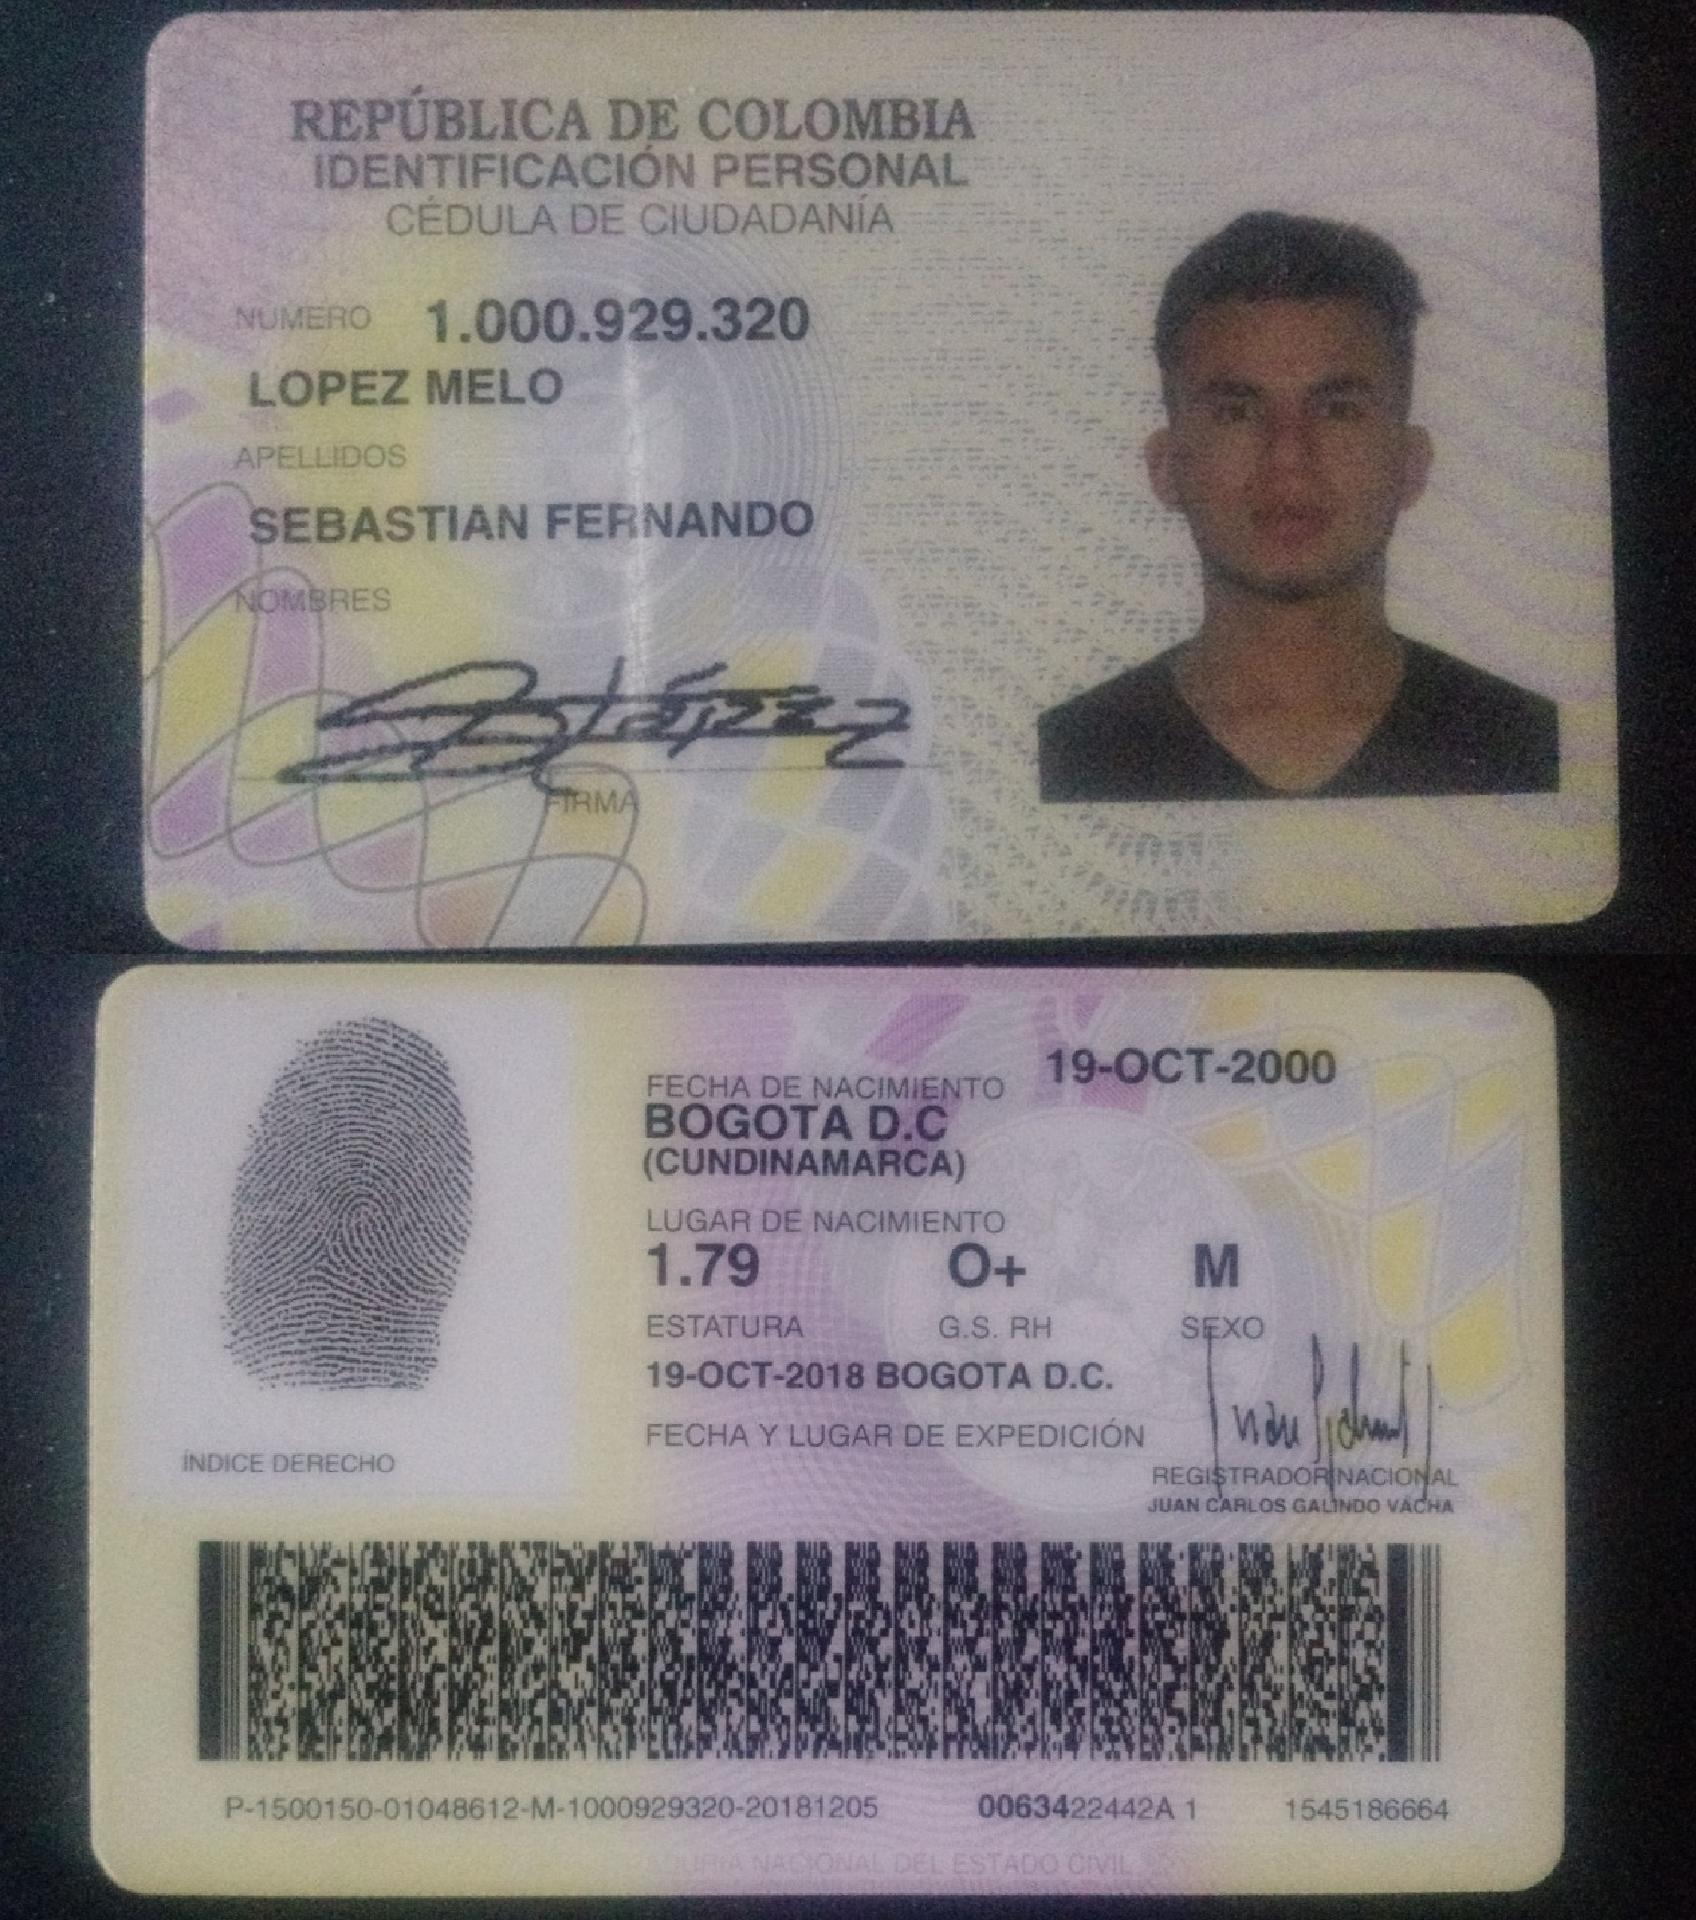 REPÚBLICA DE COLOMBIA
IDENTIFICACIÓN PERSONAL
CÉDULA DE CIUDADANÍA
NUMERO 1.000.929.320
LOPEZ MELO
APELLIDOS
SEBASTIAN FERNANDO
NOMBRES
López
FIRMA
FECHA DE NACIMIENTO 19-OCT-2000
BOGOTA D.C
(CUNDINAMARCA)
LUGAR DE NACIMIENTO
1.79 O+ M
ESTATURA G.S. RH SEXO
19-OCT-2018 BOGOTA D.C.
FECHA Y LUGAR DE EXPEDICIÓN
ÍNDICE DERECHO
REGISTRADOR NACIONAL
JUAN CARLOS GALINDO VÁCHA
P-1500150-01048612-M-1000929320-20181205 0063422442A 1 1545186664
NACIONAL DEL ESTADO CIVIL